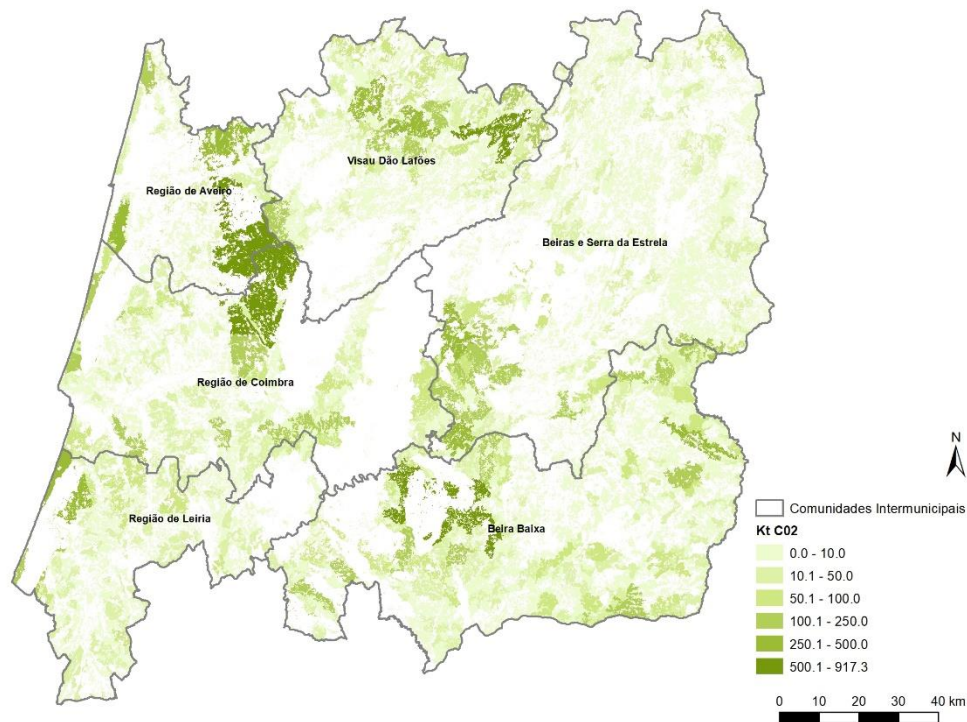 Visau Dão Lafões
Região de Aveiro
Beiras e Serra da Estrela
Região de Coimbra
Região de Leiria
Beira Baixa
N
Comunidades Intermunicipais
Kt C02
0.0 - 10.0
10.1 - 50.0
50.1 - 100.0
100.1 - 250.0
250.1 - 500.0
500.1 - 917.3
0 10 20 30 40 km